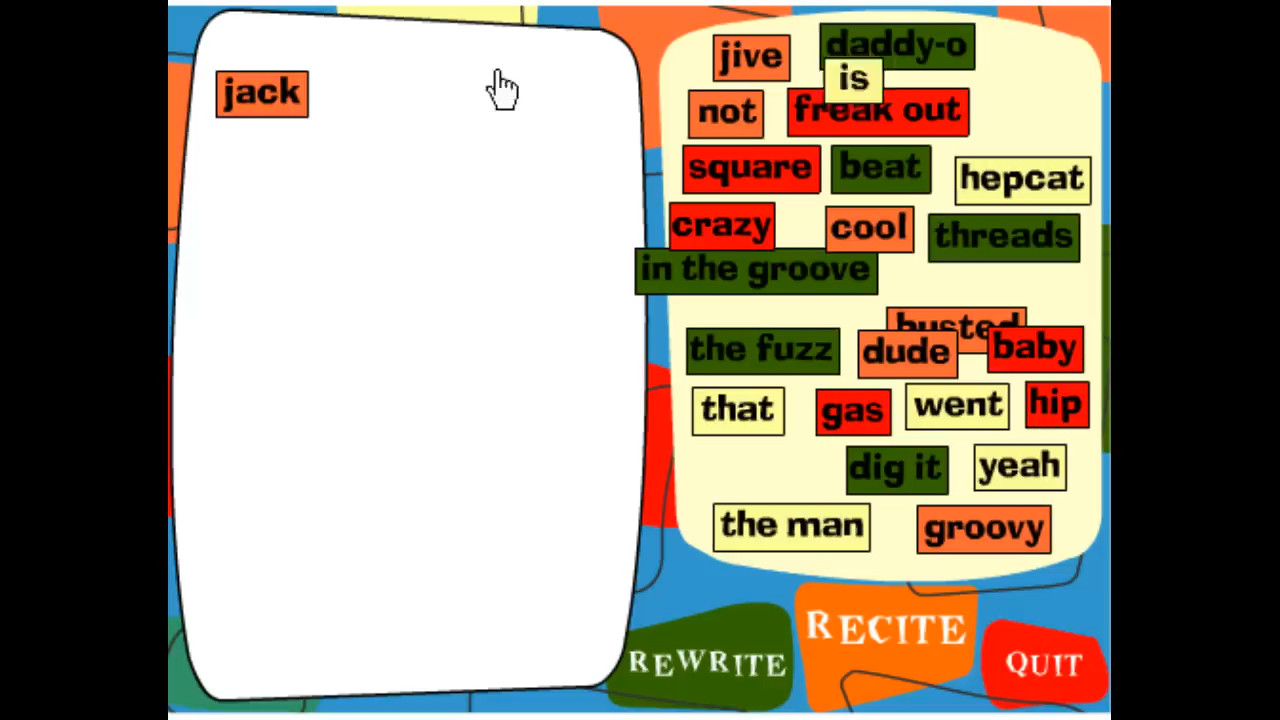 jack
jive daddy-o
is
not freak out
square beat hepcat
crazy cool threads
in the groove
busted
the fuzz dude baby
that gas went hip
dig it yeah
the man groovy
RECITE
REWRITE QUIT